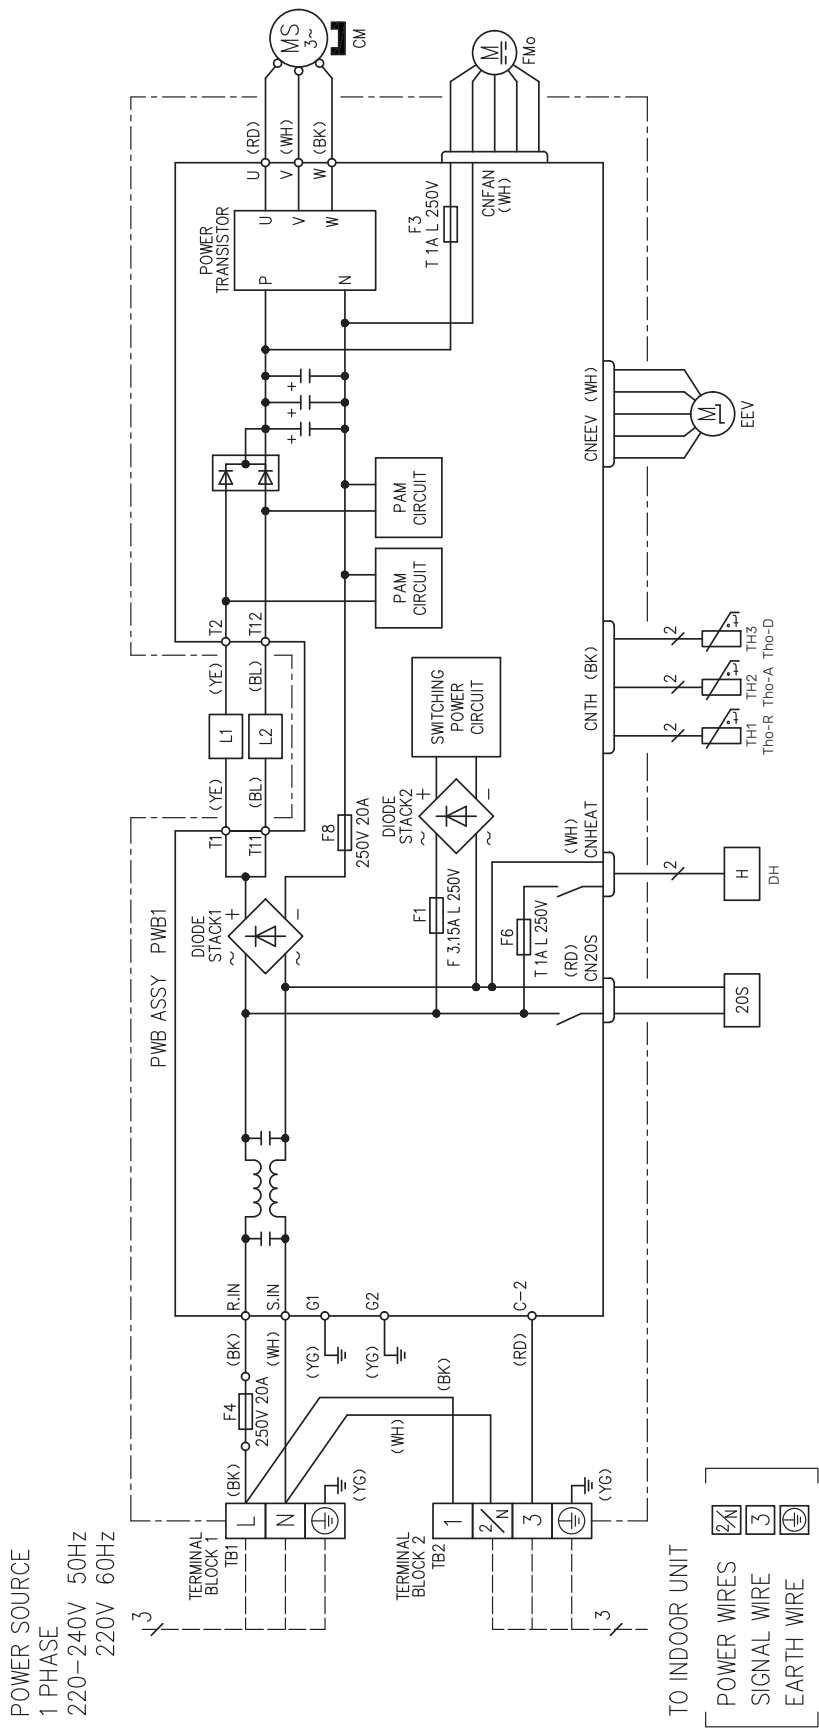 POWER SOURCE
1 PHASE
220-240V 50Hz
220V 60Hz
3
TERMINAL
BLOCK 1
TB1
L
N
(YG)
(BK)
F4
250V 20A
(BK)
(WH)
R.IN
S.IN
G1
(YG)
G2
(YG)
C-2
(RD)
(BK)
(WH)
TERMINAL
BLOCK 2
TB2
1
2/N
3
(YG)
3
TO INDOOR UNIT
POWER WIRES 2/N
SIGNAL WIRE 3
EARTH WIRE
PWB ASSY PWB1
DIODE
STACK1
~
+
~
−
T1
T11
(YE)
(BL)
L1
L2
(YE)
(BL)
T2
T12
F8
250V 20A
DIODE
STACK2
~
+
~
−
F1
F 3.15A L 250V
F6
T 1A L 250V
SWITCHING
POWER
CIRCUIT
PAM
CIRCUIT
PAM
CIRCUIT
+
+
+
POWER
TRANSISTOR
P
N
U
V
W
U
V
W
(RD)
(WH)
(BK)
MS
3~
CM
F3
T 1A L 250V
CNFAN
(WH)
M
FMo
(RD)
CN20S
20S
(WH)
CNHEAT
2
H
DH
CNTH (BK)
2
2
2
t°
t°
t°
TH1
Tho-R
TH2
Tho-A
TH3
Tho-D
CNEEV (WH)
M
EEV